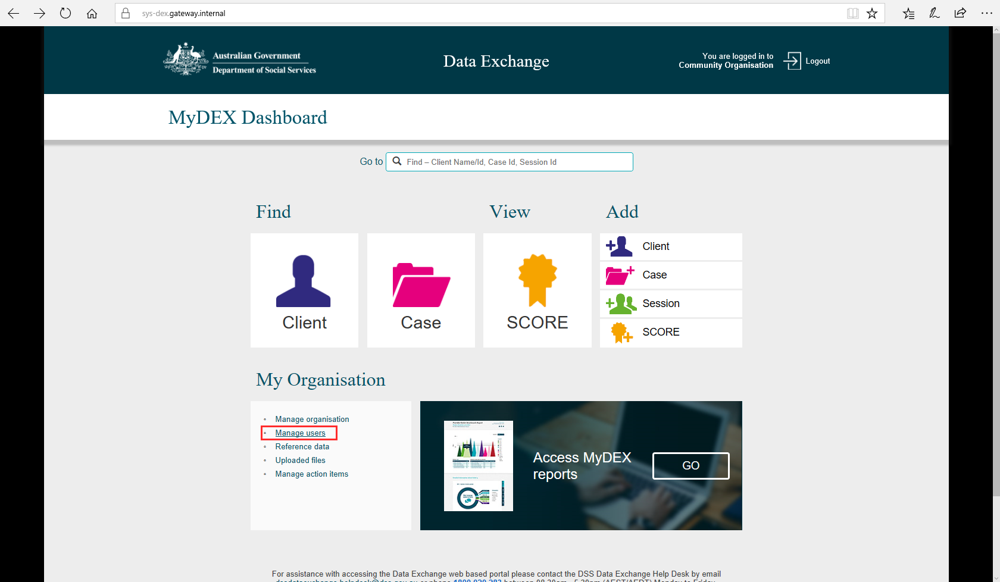 sys-dex.gateway.internal
Australian Government
Department of Social Services
Data Exchange
You are logged in to
Community Organisation
Logout
MyDEX Dashboard
Go to
Find – Client Name/Id, Case Id, Session Id
Find
View
Add
Client
Case
SCORE
Client
Case
Session
SCORE
My Organisation
Manage organisation
Manage users
Reference data
Uploaded files
Manage action items
Access MyDEX
reports
GO
For assistance with accessing the Data Exchange web based portal please contact the DSS Data Exchange Help Desk by email